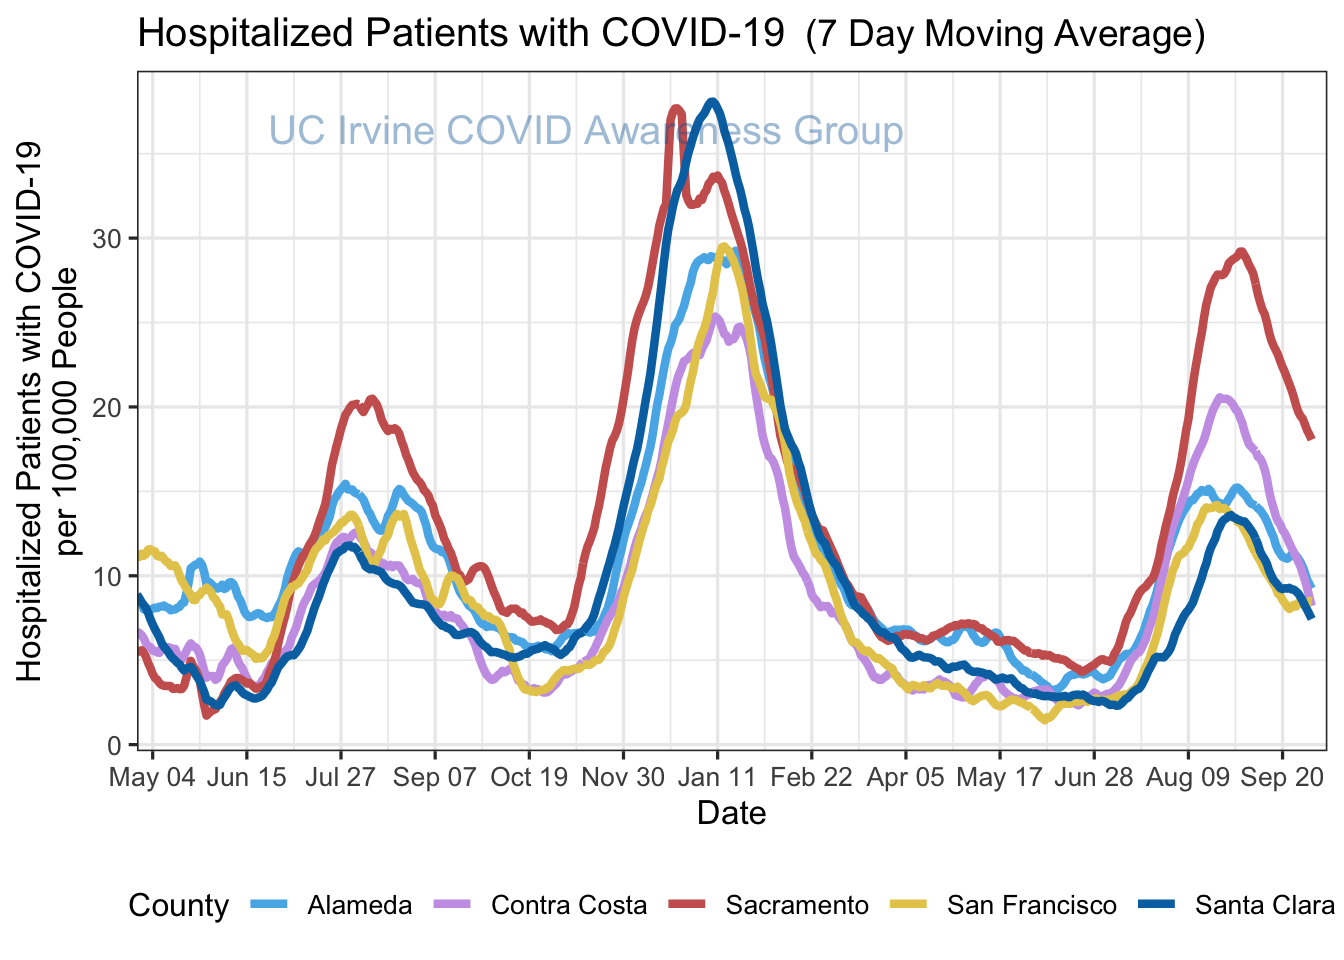 Hospitalized Patients with COVID-19  (7 Day Moving Average)
UC Irvine COVID Awareness Group
Hospitalized Patients with COVID-19
per 100,000 People
30
20
10
0
May 04 Jun 15 Jul 27 Sep 07 Oct 19 Nov 30 Jan 11 Feb 22 Apr 05 May 17 Jun 28 Aug 09 Sep 20
Date
County Alameda Contra Costa Sacramento San Francisco Santa Clara